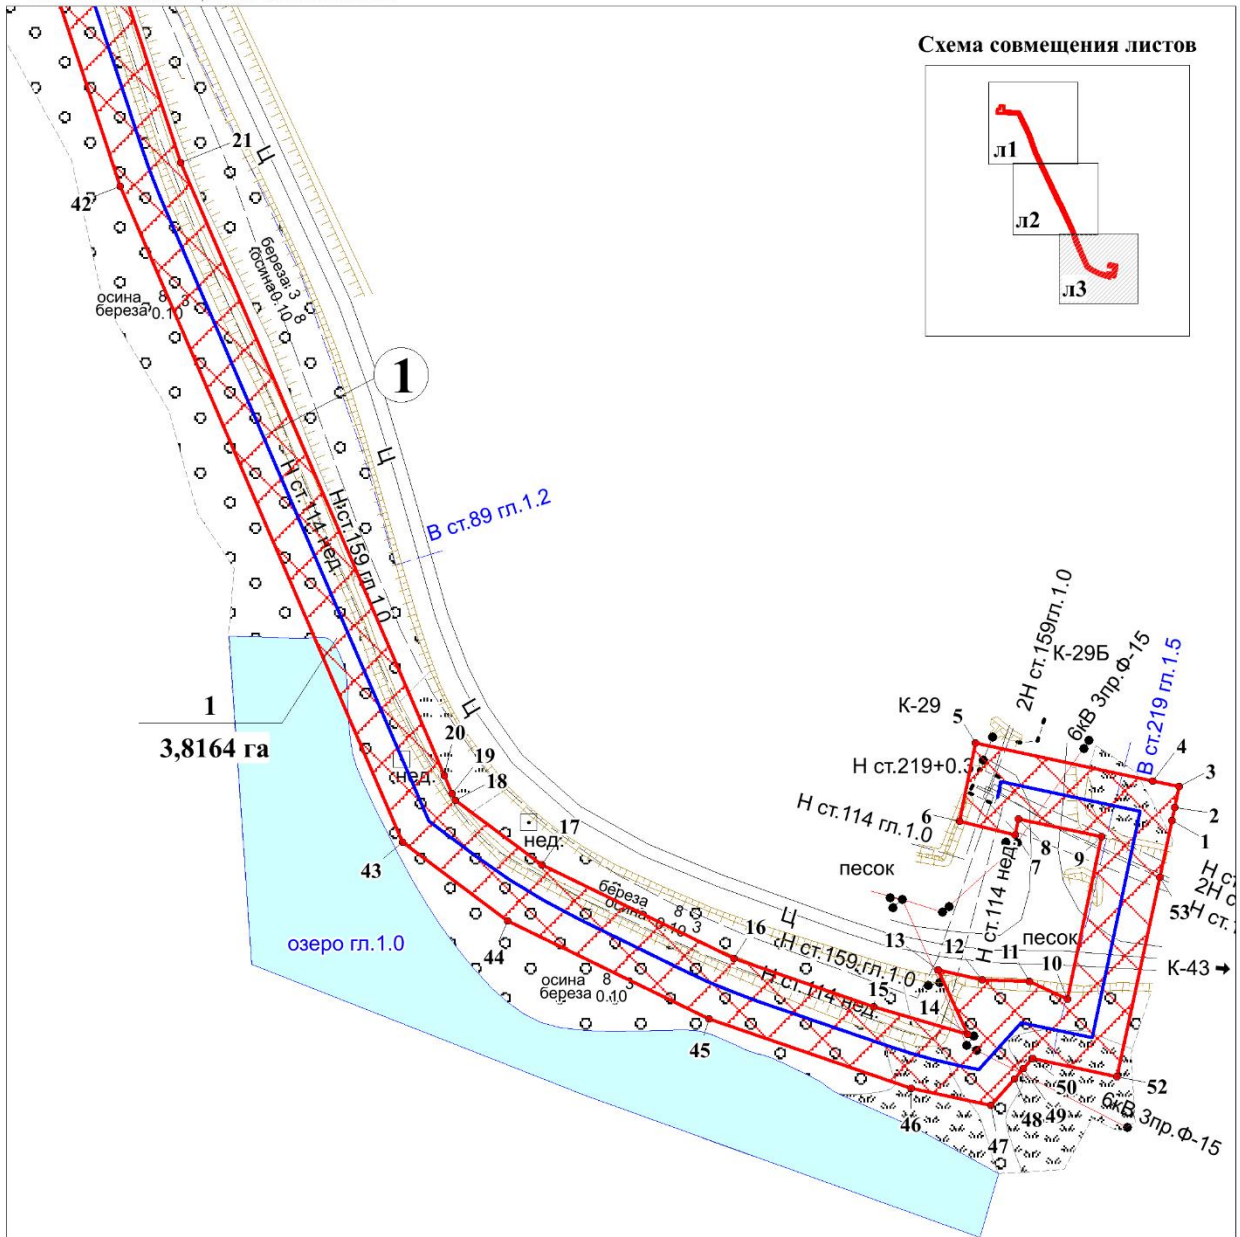 Схема совмещения листов
л1
л2
л3
21
Ц
42
береза 3
осина 0.10 8
осина 8 3
береза 0.10
1
Ц
Н ст.114 нед.
Н ст.159 гл.1.0
В ст.89 гл.1.2
1
3,8164 га
Ц
20
19
18
нед.
17
нед.
43
44
озеро гл.1.0
береза 8 3
осина 0.10
осина 8 3
береза 0.10
45
16
Ц
Н ст.159 гл.1.0
Н ст.114 нед.
15
14
13
12
11
10
46
47
48
49
50
52
6кВ 3пр.Ф-15
К-43
53
песок
песок
Н ст.114 нед.
Н ст.114 гл.1.0
Н ст.219+0.3
К-29
5
6
7
8
9
2Н ст.159гл.1.0
К-29Б
6кВ 3пр.Ф-15
В ст.219 гл.1.5
4
3
2
1
Н ст
2Н с
Н ст.1